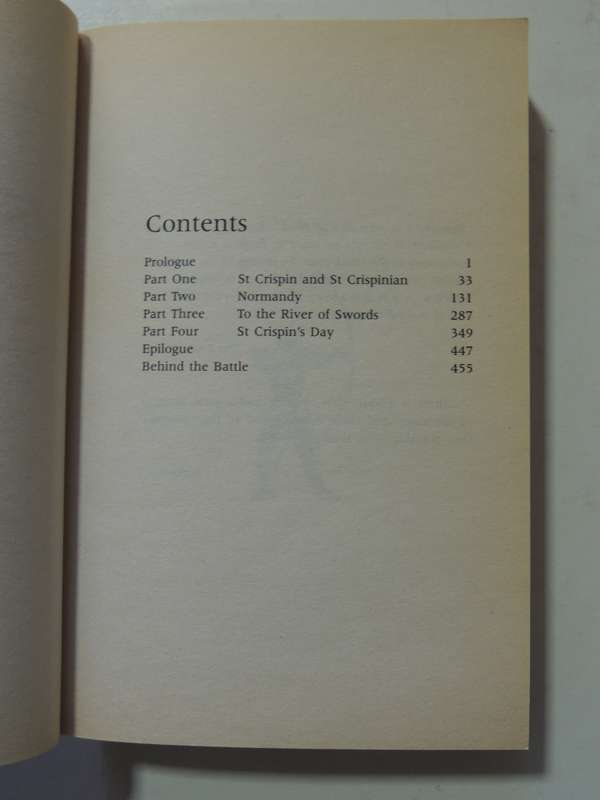 Contents
Prologue 1
Part One St Crispin and St Crispinian 33
Part Two Normandy 131
Part Three To the River of Swords 287
Part Four St Crispin's Day 349
Epilogue 447
Behind the Battle 455